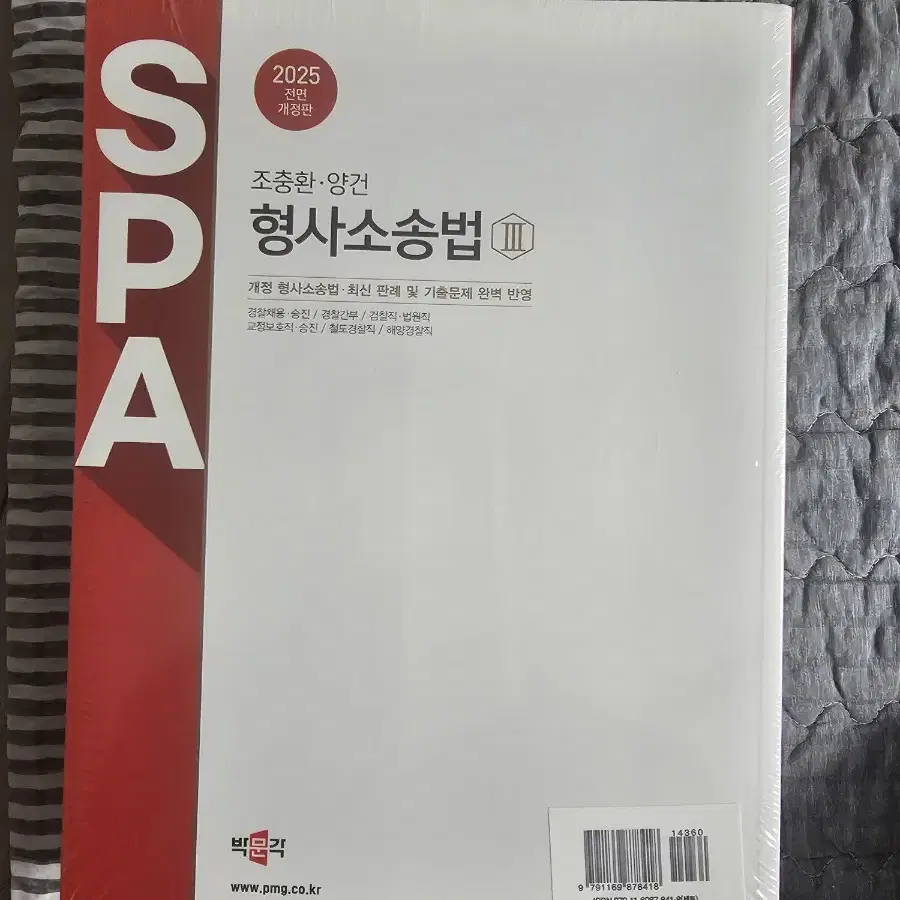 SPA
2025
전면
개정판
조충환·양건
형사소송법 Ⅲ
개정 형사소송법·최신 판례 및 기출문제 완벽 반영
경찰채용·승진 / 경찰간부 / 검찰직·법원직
교정보호직·승진 / 철도경찰직 / 해양경찰직
박문각
www.pmg.co.kr
14360
9 791169 878418